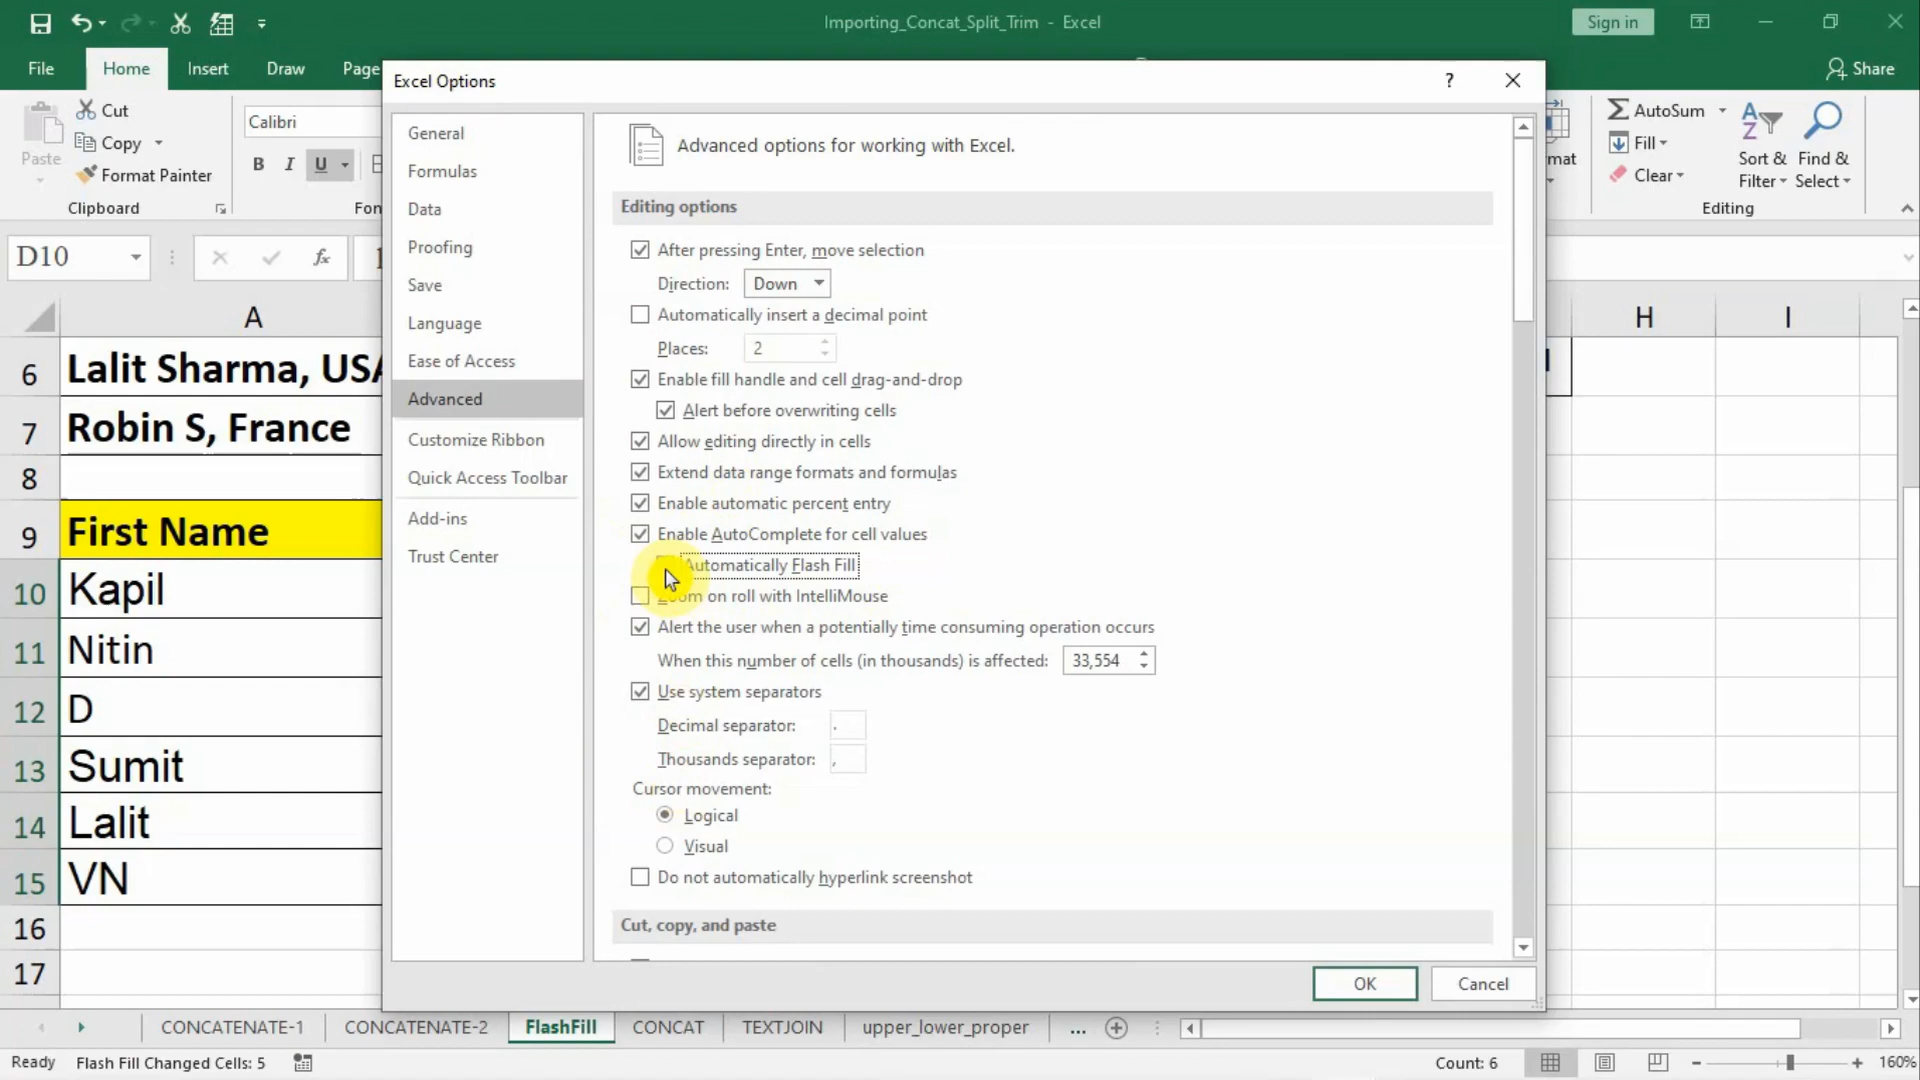 Importing_Concat_Split_Trim - Excel
Sign in
File
Home
Insert
Draw
Page
Share
Paste
Cut
Copy
Format Painter
Clipboard
Calibri
B I U
Fon
mat
AutoSum
Fill
Clear
Sort &
Filter
Find &
Select
Editing
Excel Options
?
General
Formulas
Data
Proofing
Save
Language
Ease of Access
Advanced
Customize Ribbon
Quick Access Toolbar
Add-ins
Trust Center
Advanced options for working with Excel.
Editing options
After pressing Enter, move selection
Direction: Down
Automatically insert a decimal point
Places: 2
Enable fill handle and cell drag-and-drop
Alert before overwriting cells
Allow editing directly in cells
Extend data range formats and formulas
Enable automatic percent entry
Enable AutoComplete for cell values
Automatically Flash Fill
Zoom on roll with IntelliMouse
Alert the user when a potentially time consuming operation occurs
When this number of cells (in thousands) is affected: 33,554
Use system separators
Decimal separator: .
Thousands separator: ,
Cursor movement:
Logical
Visual
Do not automatically hyperlink screenshot
Cut, copy, and paste
OK
Cancel
D10
fx
A
H
I
6 Lalit Sharma, USA
7 Robin S, France
8
9 First Name
10 Kapil
11 Nitin
12 D
13 Sumit
14 Lalit
15 VN
16
17
CONCATENATE-1
CONCATENATE-2
FlashFill
CONCAT
TEXTJOIN
upper_lower_proper
...
Ready
Flash Fill Changed Cells: 5
Count: 6
160%